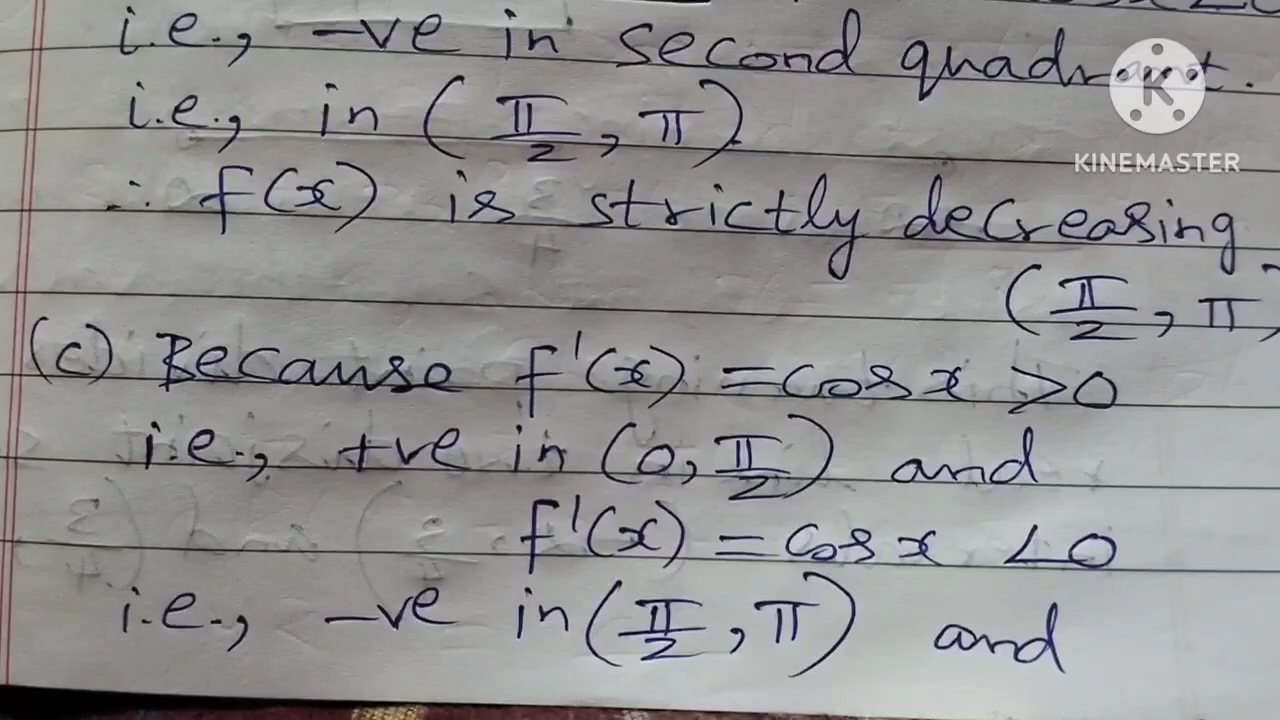 i.e., -ve in second quadrant.
i.e., in (π/2, π).
∴ f(x) is strictly decreasing
(π/2, π)
(c) Because f'(x) = cos x > 0
i.e., +ve in (0, π/2) and
f'(x) = cos x < 0
i.e., -ve in (π/2, π) and
K
KINEMASTER